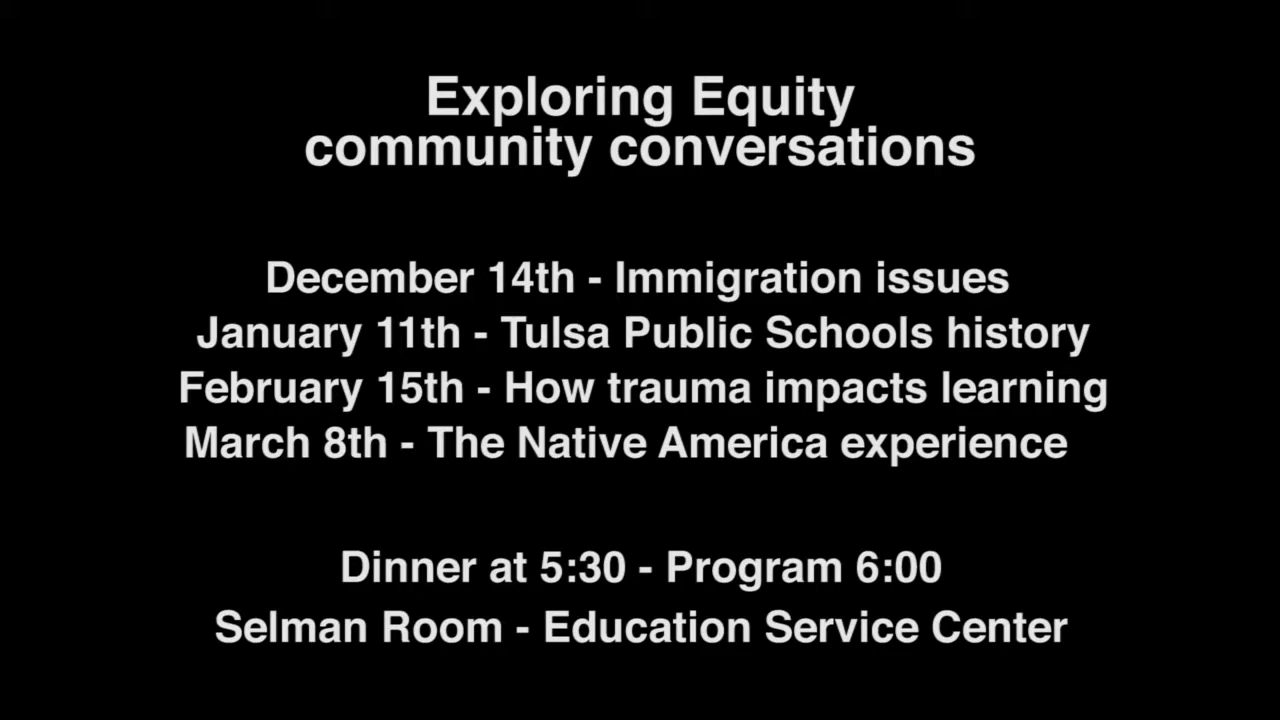 Exploring Equity
community conversations
December 14th - Immigration issues
January 11th - Tulsa Public Schools history
February 15th - How trauma impacts learning
March 8th - The Native America experience
Dinner at 5:30 - Program 6:00
Selman Room - Education Service Center